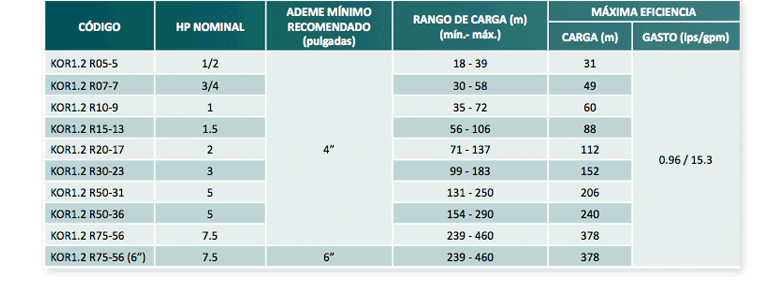 CÓDIGO HP NOMINAL ADEME MÍNIMO RECOMENDADO (pulgadas) RANGO DE CARGA (m) (mín.- máx.) MÁXIMA EFICIENCIA
CARGA (m) GASTO (lps/gpm)
KOR1.2 R05-5 1/2 18 - 39 31
KOR1.2 R07-7 3/4 30 - 58 49
KOR1.2 R10-9 1 35 - 72 60
KOR1.2 R15-13 1.5 56 - 106 88
KOR1.2 R20-17 2 4” 71 - 137 112 0.96 / 15.3
KOR1.2 R30-23 3 99 - 183 152
KOR1.2 R50-31 5 131 - 250 206
KOR1.2 R50-36 5 154 - 290 240
KOR1.2 R75-56 7.5 239 - 460 378
KOR1.2 R75-56 (6”) 7.5 6” 239 - 460 378